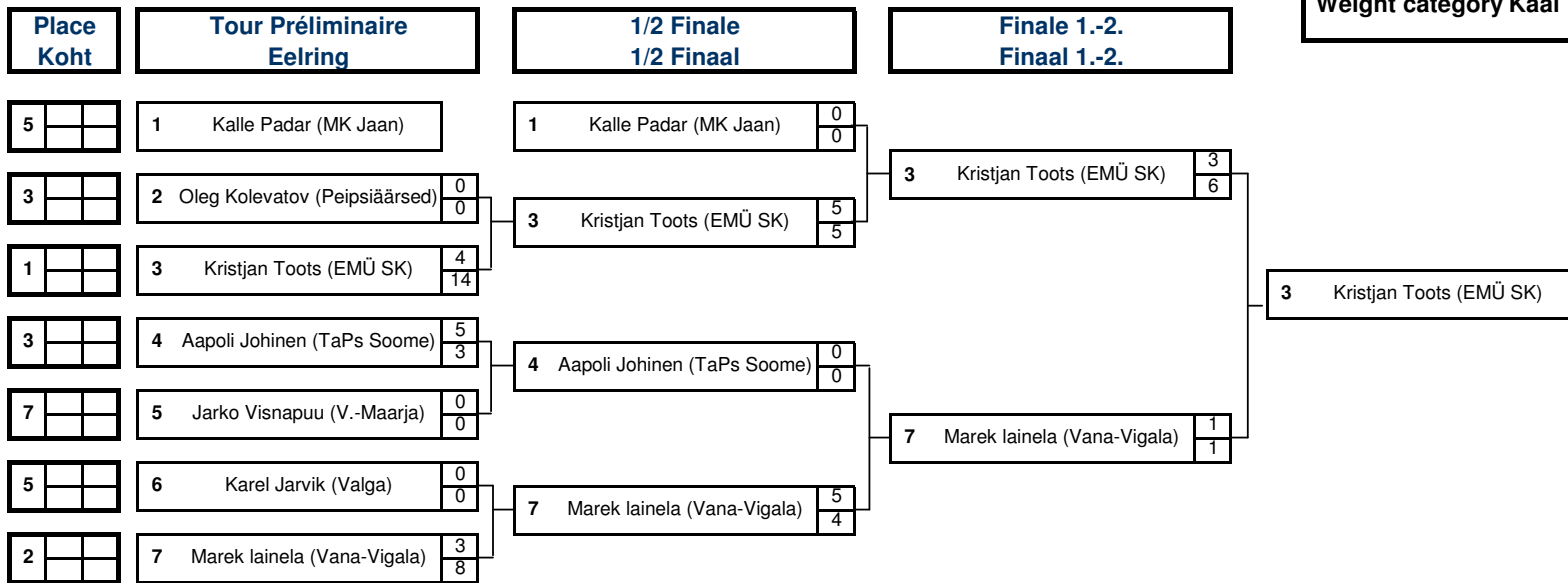 Weight category Kaal
Place Tour Préliminaire 1/2 Finale Finale 1.-2.
Koht Eelring 1/2 Finaal Finaal 1.-2.
5 1 Kalle Padar (MK Jaan) 1 Kalle Padar (MK Jaan) 0
0
3 Kristjan Toots (EMÜ SK) 3
6
3 2 Oleg Kolevatov (Peipsiäärsed) 0
0
3 Kristjan Toots (EMÜ SK) 5
5
1 3 Kristjan Toots (EMÜ SK) 4
14
3 Kristjan Toots (EMÜ SK)
3 4 Aapoli Johinen (TaPs Soome) 5
3
4 Aapoli Johinen (TaPs Soome) 0
0
7 5 Jarko Visnapuu (V.-Maarja) 0
0
7 Marek lainela (Vana-Vigala) 1
1
5 6 Karel Jarvik (Valga) 0
0
7 Marek lainela (Vana-Vigala) 5
4
2 7 Marek lainela (Vana-Vigala) 3
8